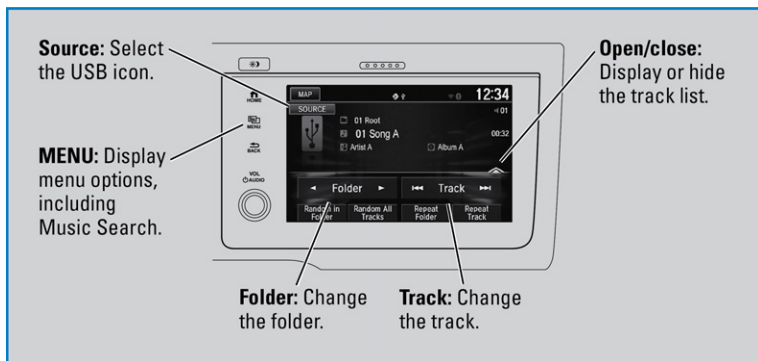 Source: Select
the USB icon.
Open/close:
Display or hide
the track list.
MENU: Display
menu options,
including
Music Search.
HOME
MENU
BACK
VOL
AUDIO
MAP
12:34
SOURCE
01
01 Root
01 Song A
00:32
Artist A
Album A
Folder
Track
Random in
Folder
Random All
Tracks
Repeat
Folder
Repeat
Track
Folder: Change
the folder.
Track: Change
the track.